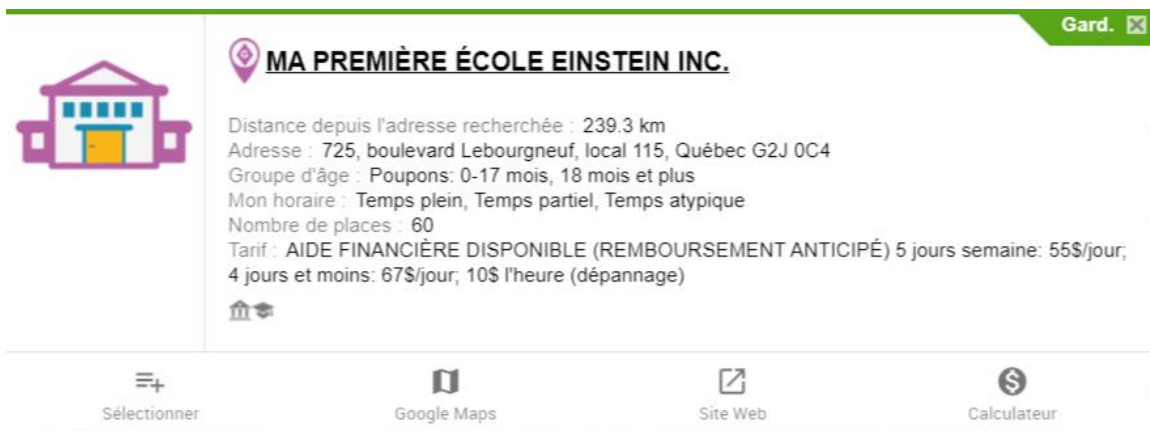 Gard.
MA PREMIÈRE ÉCOLE EINSTEIN INC.
Distance depuis l'adresse recherchée : 239.3 km
Adresse : 725, boulevard Lebourgneuf, local 115, Québec G2J 0C4
Groupe d'âge : Poupons: 0-17 mois, 18 mois et plus
Mon horaire : Temps plein, Temps partiel, Temps atypique
Nombre de places : 60
Tarif : AIDE FINANCIÈRE DISPONIBLE (REMBOURSEMENT ANTICIPÉ) 5 jours semaine: 55$/jour;
4 jours et moins: 67$/jour; 10$ l'heure (dépannage)
Sélectionner
Google Maps
Site Web
Calculateur